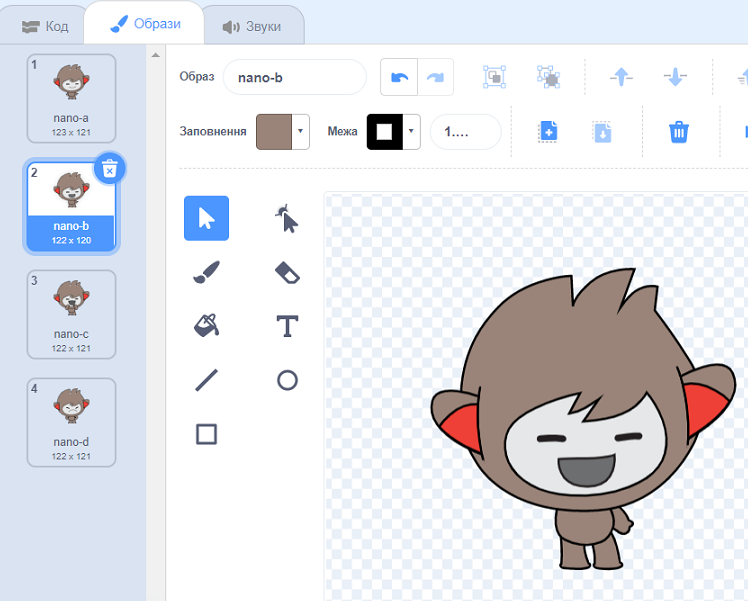 Код
Образи
Звуки
1
nano-a
123 x 121
2
nano-b
122 x 120
3
nano-c
122 x 121
4
nano-d
122 x 121
Образ
nano-b
Заповнення
Межа
1....
T